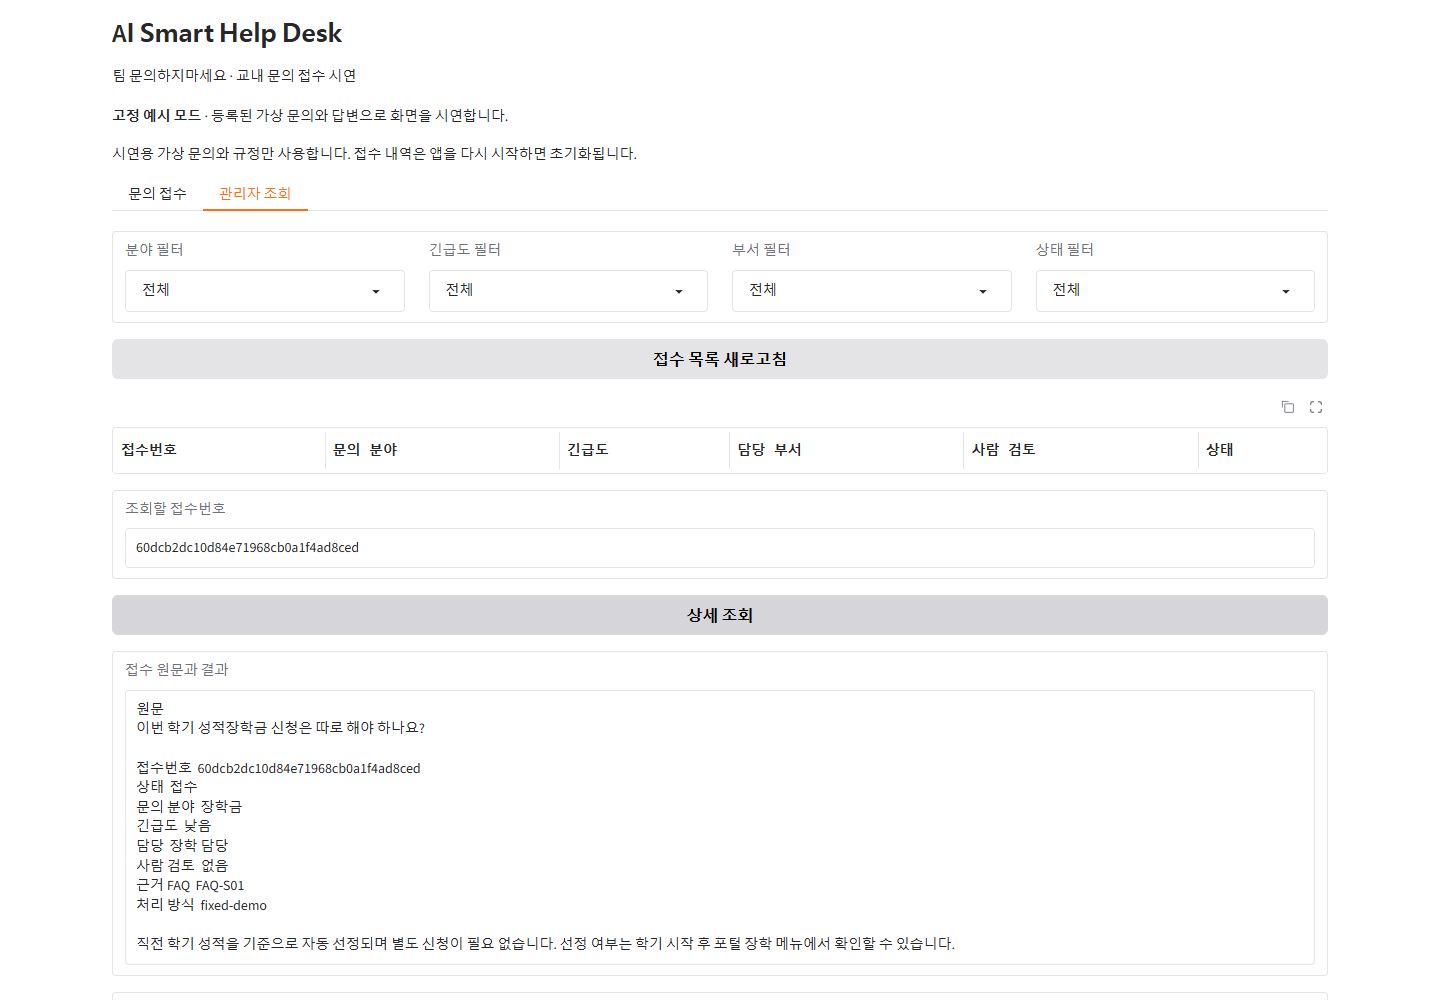 AI Smart Help Desk
팀 문의하지마세요 · 교내 문의 접수 시연
고정 예시 모드 · 등록된 가상 문의와 답변으로 화면을 시연합니다.
시연용 가상 문의와 규정만 사용합니다. 접수 내역은 앱을 다시 시작하면 초기화됩니다.
문의 접수 관리자 조회
분야 필터 긴급도 필터 부서 필터 상태 필터
전체 전체 전체 전체
접수 목록 새로고침
접수번호 문의 분야 긴급도 담당 부서 사람 검토 상태
조회할 접수번호
60dcb2dc10d84e71968cb0a1f4ad8ced
상세 조회
접수 원문과 결과
원문
이번 학기 성적장학금 신청은 따로 해야 하나요?
접수번호 60dcb2dc10d84e71968cb0a1f4ad8ced
상태 접수
문의 분야 장학금
긴급도 낮음
담당 장학 담당
사람 검토 없음
근거 FAQ FAQ-S01
처리 방식 fixed-demo
직전 학기 성적을 기준으로 자동 선정되며 별도 신청이 필요 없습니다. 선정 여부는 학기 시작 후 포털 장학 메뉴에서 확인할 수 있습니다.